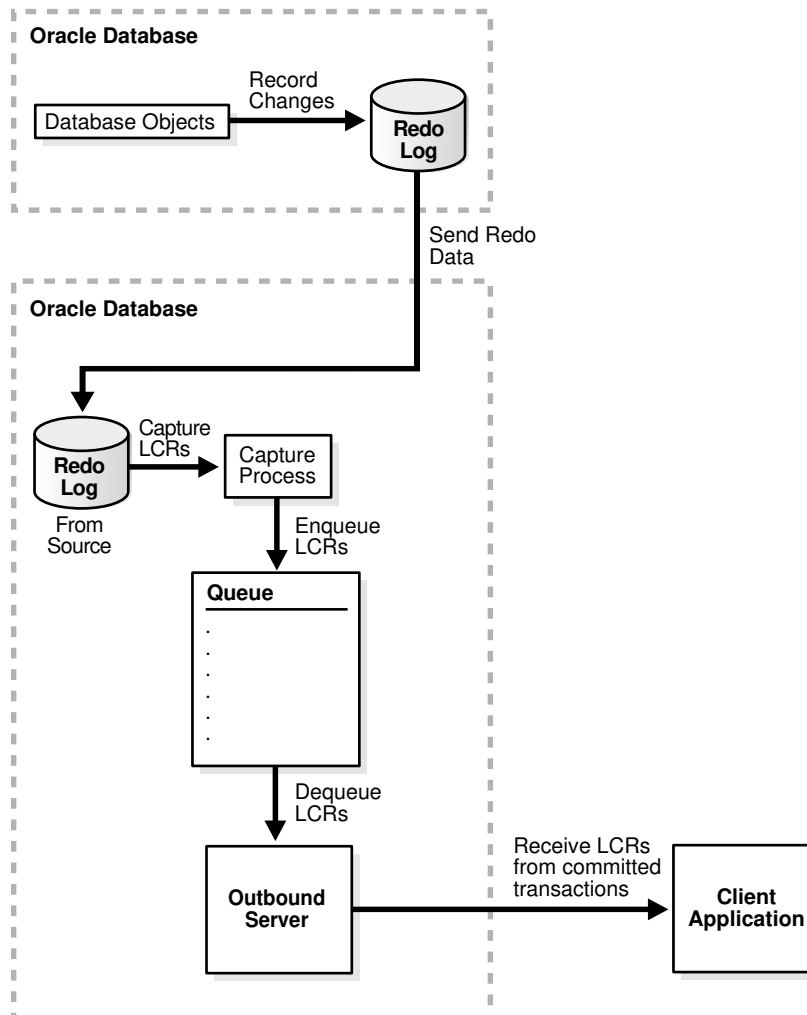 Oracle Database
Record
Changes
Database Objects
Redo
Log
Send Redo
Data
Oracle Database
Capture
LCRs
Redo
Log
From
Source
Capture
Process
Enqueue
LCRs
Queue
.
.
.
.
.
.
Dequeue
LCRs
Outbound
Server
Receive LCRs
from committed
transactions
Client
Application